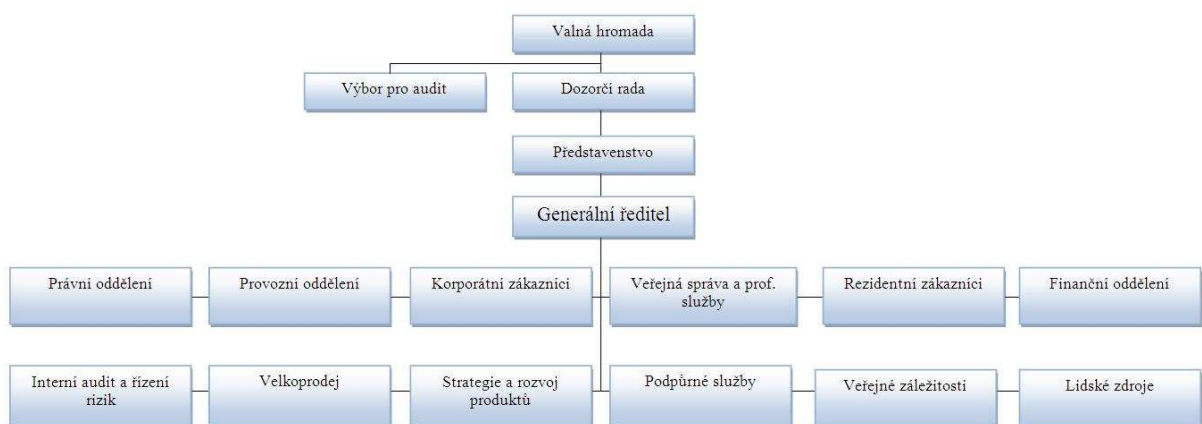 Valná hromada
Výbor pro audit
Dozorčí rada
Představenstvo
Generální ředitel
Právní oddělení
Provozní oddělení
Korporátní zákazníci
Veřejná správa a prof.
služby
Rezidentní zákazníci
Finanční oddělení
Interní audit a řízení
rizik
Velkoprodej
Strategie a rozvoj
produktů
Podpůrné služby
Veřejné záležitosti
Lidské zdroje